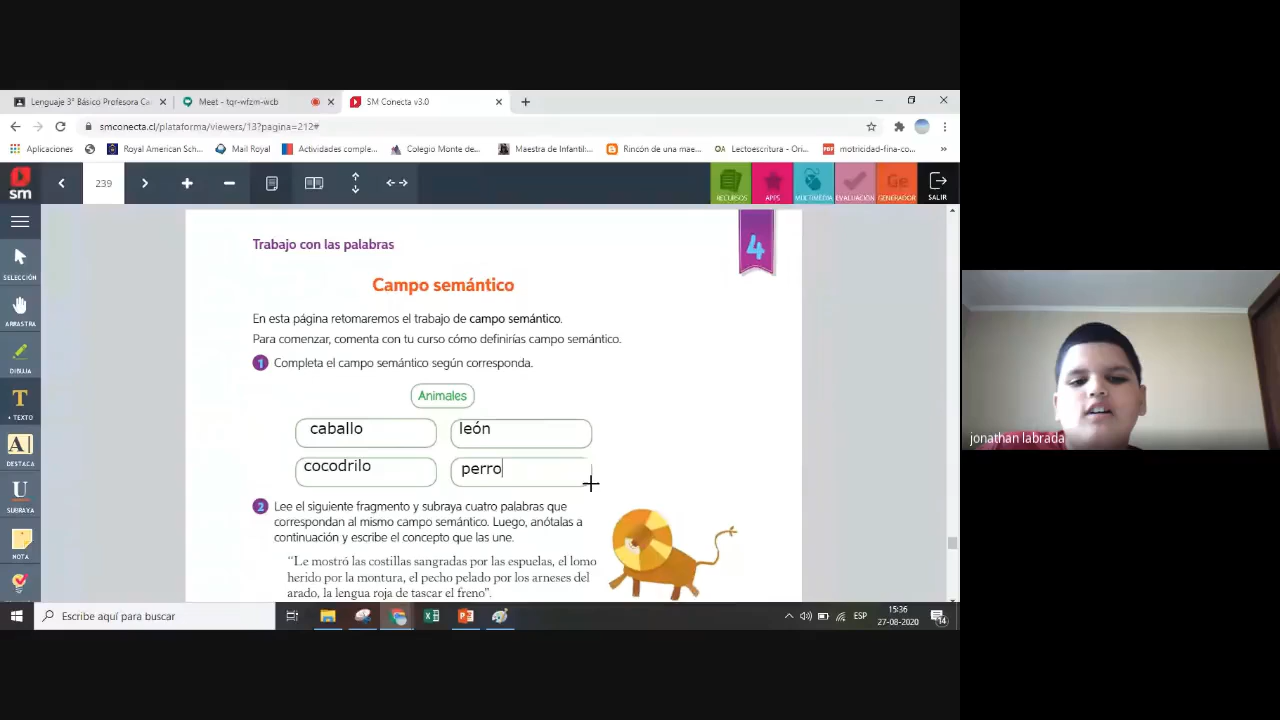 Lenguaje 3° Básico Profesora Ca
Meet - tqr-wfzm-wcb
SM Conecta v3.0
smconecta.cl/plataforma/viewers/13?pagina=212#
Aplicaciones
Royal American Sch...
Mail Royal
Actividades comple...
Colegio Monte de...
Maestra de Infantil:...
Rincón de una mae...
Lectoescritura - Ori...
motricidad-fina-co...
»
sm
239
RECURSOS
APPS
MULTIMEDIA
EVALUACIÓN
Ge
GENERADOR
SALIR
SELECCIÓN
ARRASTRA
DIBUJA
T
+ TEXTO
A
DESTACA
U
SUBRAYA
NOTA
4
Trabajo con las palabras
Campo semántico
En esta página retomaremos el trabajo de campo semántico.
Para comenzar, comenta con tu curso cómo definirías campo semántico.
1 Completa el campo semántico según corresponda.
Animales
caballo
león
cocodrilo
perro
2 Lee el siguiente fragmento y subraya cuatro palabras que
correspondan al mismo campo semántico. Luego, anótalas a
continuación y escribe el concepto que las une.
“Le mostró las costillas sangradas por las espuelas, el lomo
herido por la montura, el pecho pelado por los arneses del
arado, la lengua roja de tascar el freno”.
jonathan labrada
Escribe aquí para buscar
ESP
15:36
27-08-2020
14